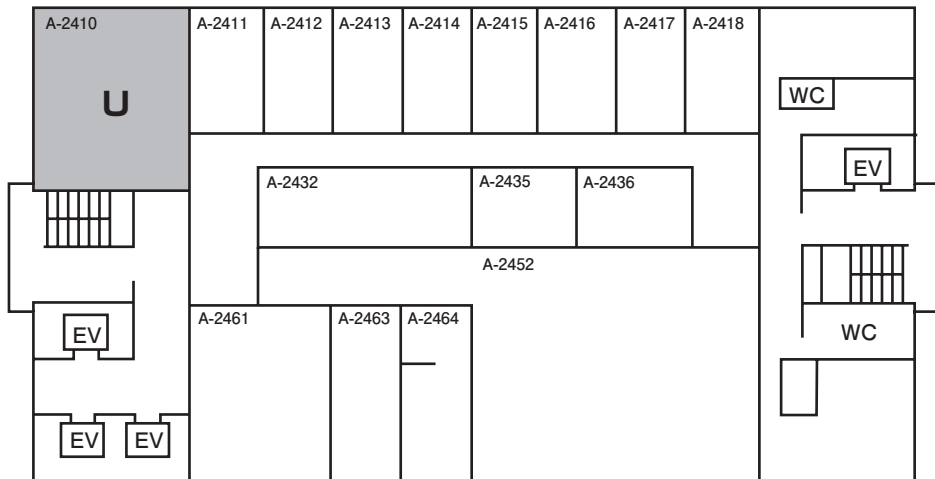 A-2410
A-2411
A-2412
A-2413
A-2414
A-2415
A-2416
A-2417
A-2418
U
WC
EV
A-2432
A-2435
A-2436
A-2452
A-2461
A-2463
A-2464
EV
WC
EV
EV